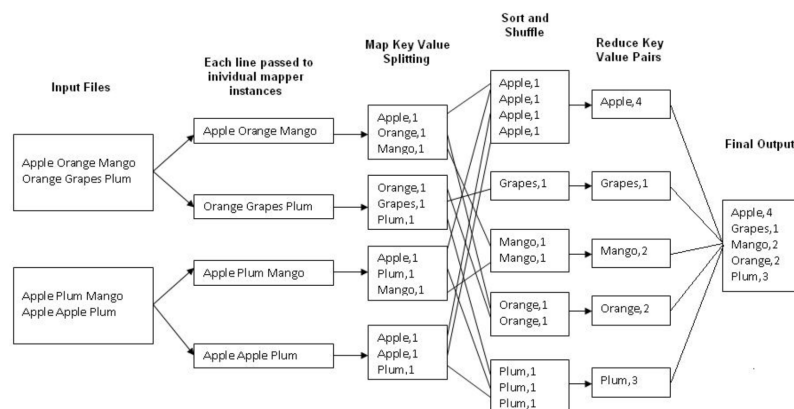 Input Files
Apple Orange Mango
Orange Grapes Plum
Apple Plum Mango
Apple Apple Plum
Each line passed to
inividual mapper
instances
Apple Orange Mango
Orange Grapes Plum
Apple Plum Mango
Apple Apple Plum
Map Key Value
Splitting
Apple,1
Orange,1
Mango,1
Orange,1
Grapes,1
Plum,1
Apple,1
Plum,1
Mango,1
Apple,1
Apple,1
Plum,1
Sort and
Shuffle
Apple,1
Apple,1
Apple,1
Apple,1
Grapes,1
Mango,1
Mango,1
Orange,1
Orange,1
Plum,1
Plum,1
Plum,1
Reduce Key
Value Pairs
Apple,4
Grapes,1
Mango,2
Orange,2
Plum,3
Final Output
Apple,4
Grapes,1
Mango,2
Orange,2
Plum,3